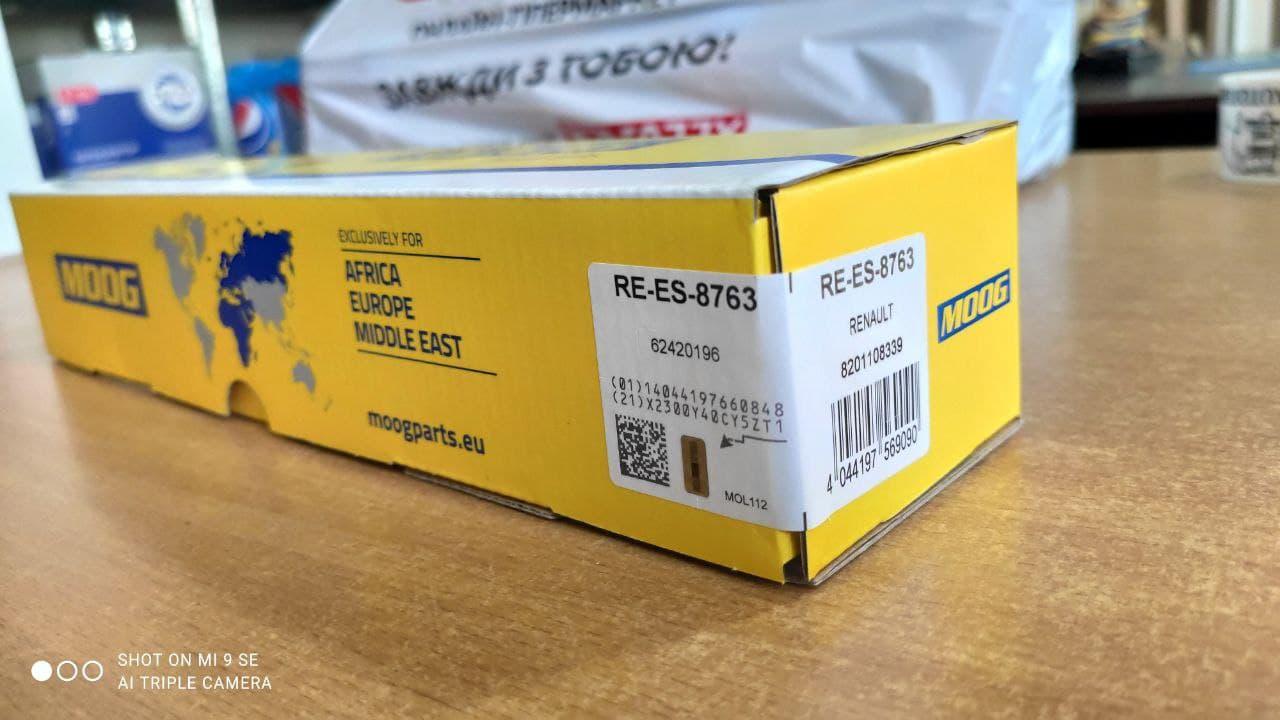 ЗАВЖДИ З ТОБОЮ!
MOOG
EXCLUSIVELY FOR
AFRICA
EUROPE
MIDDLE EAST
moogparts.eu
RE-ES-8763
62420196
(01)14044197660848
(21)X2300Y40CY5ZT1
MOL112
RE-ES-8763
RENAULT
8201108339
4 044197 569090
MOOG
SHOT ON MI 9 SE
AI TRIPLE CAMERA